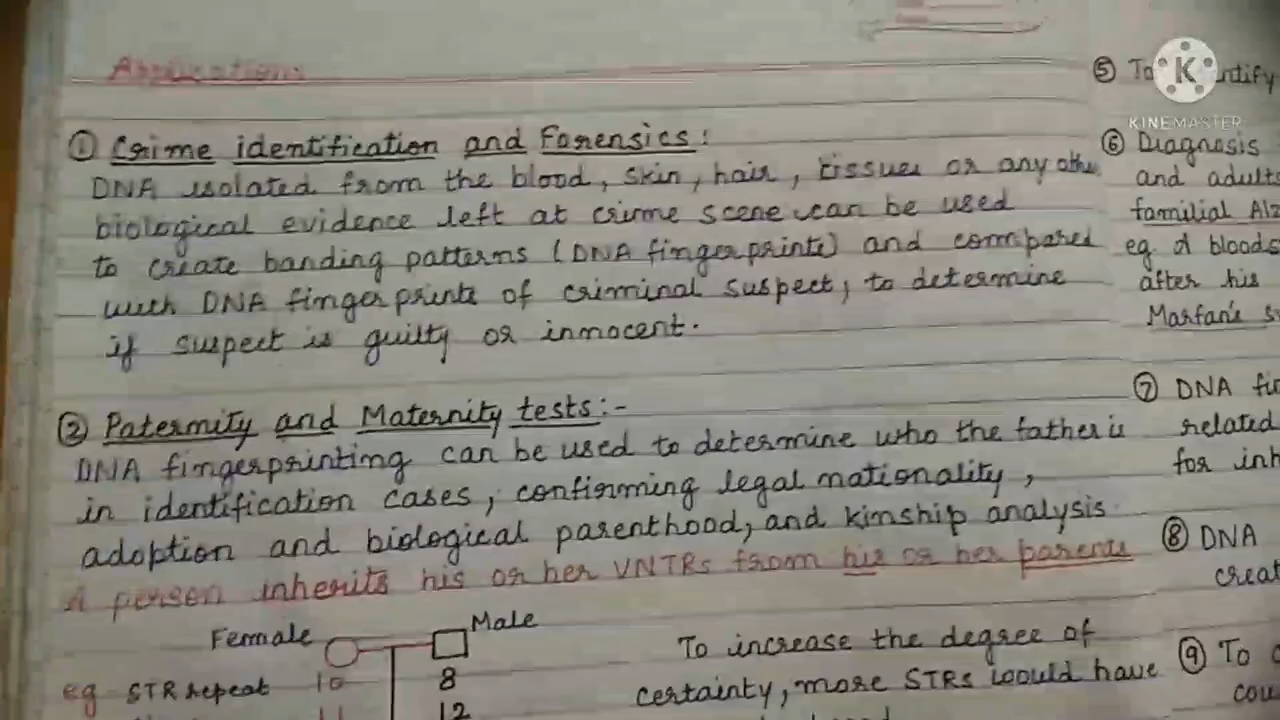 Applications
① Crime identification and Forensics:
DNA isolated from the blood, skin, hair, tissues or any other
biological evidence left at crime scene can be used
to create banding patterns (DNA fingerprints) and compared
with DNA fingerprints of criminal suspect, to determine
if suspect is guilty or innocent.
② Paternity and Maternity tests:-
DNA fingerprinting can be used to determine who the father is
in identification cases, confirming legal nationality,
adoption and biological parenthood, and kinship analysis.
A person inherits his or her VNTRs from his or her parents
Female
Male
eg STR repeat 10 8
11 12
To increase the degree of
certainty, more STRs would have
⑤ To
⑥ Diagnosis
and adults
familial Alz
eg. A bloods
after his
Marfan's s
⑦ DNA fin
related
for inh
⑧ DNA
creat
⑨ To
cou
KINEMASTER